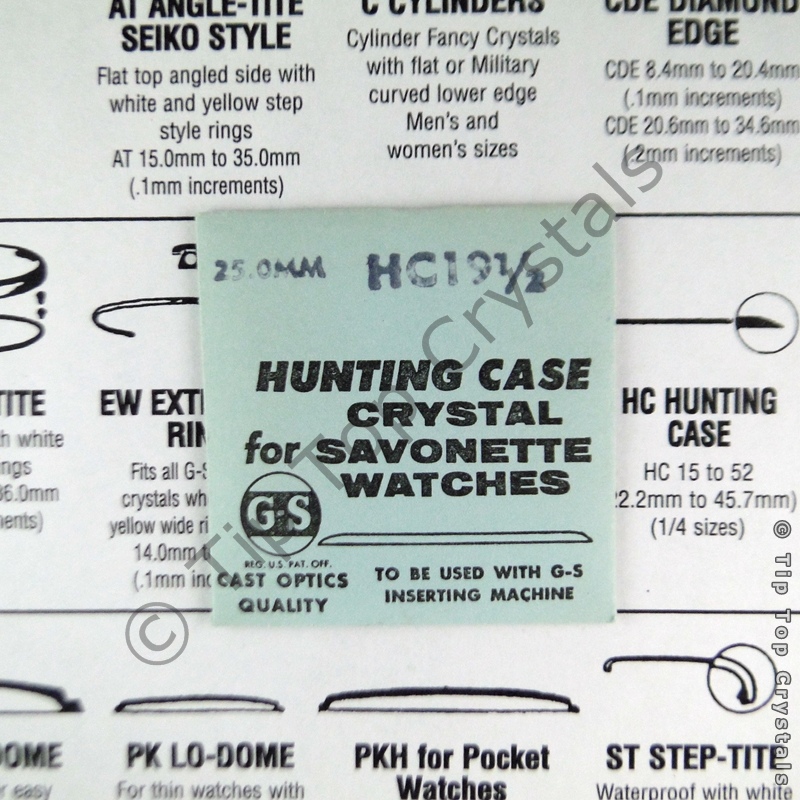 AT ANGLE-TITE
SEIKO STYLE
Flat top angled side with
white and yellow step
style rings
AT 15.0mm to 35.0mm
(.1mm increments)
C CYLINDERS
Cylinder Fancy Crystals
with flat or Military
curved lower edge
Men's and
women's sizes
CDE DIAMOND
EDGE
CDE 8.4mm to 20.4mm
(.1mm increments)
CDE 20.6mm to 34.6mm
(.2mm increments)
25.0MM HC19½
HUNTING CASE
CRYSTAL
for SAVONETTE
WATCHES
G-S
REG. U.S. PAT. OFF.
CAST OPTICS
QUALITY
TO BE USED WITH G-S
INSERTING MACHINE
TITE
h white
ngs
36.0mm
ents)
EW EXT
RIN
Fits all G-S
crystals wh
yellow wide ri
14.0mm t
(.1mm inc
HC HUNTING
CASE
HC 15 to 52
2.2mm to 45.7mm)
(1/4 sizes)
DOME
r easy
PK LO-DOME
For thin watches with
PKH for Pocket
Watches
ST STEP-TITE
Waterproof with white
© Tip Top Crystals
© Tip Top Crystals